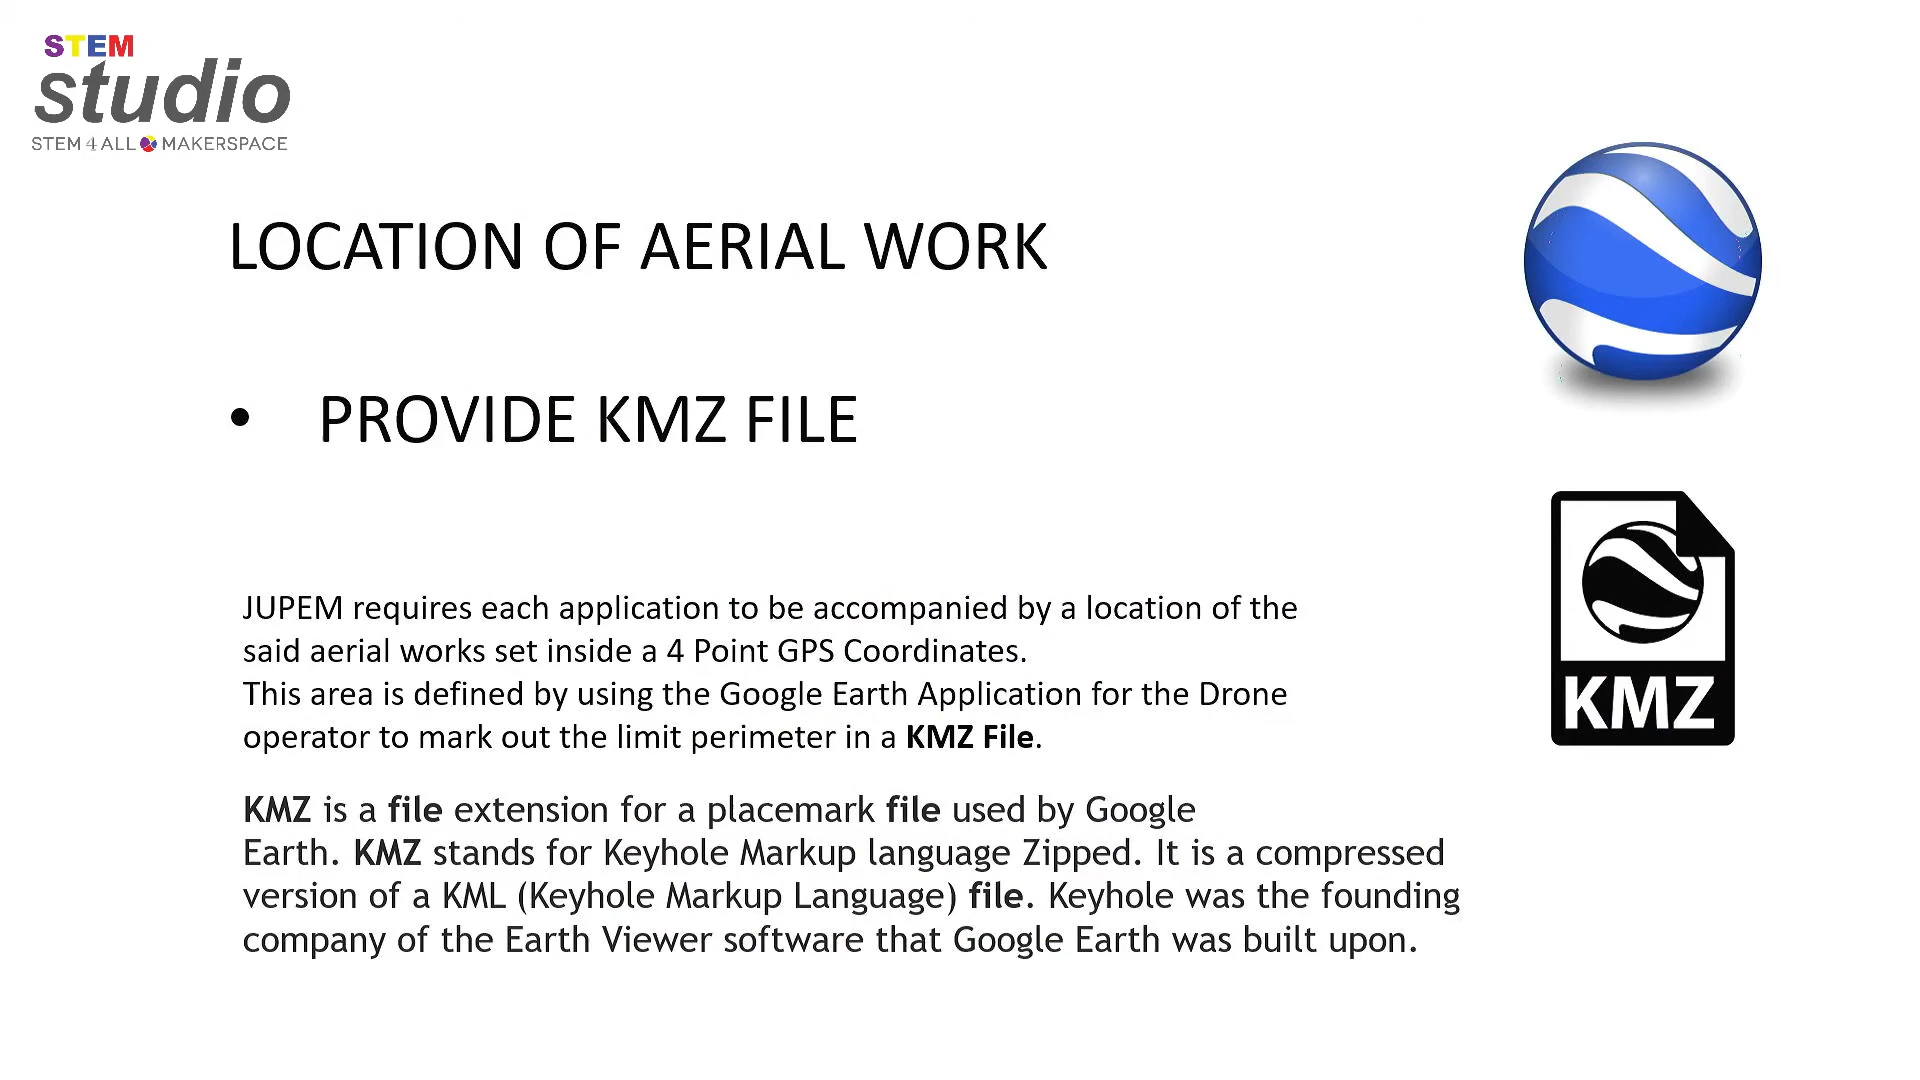 STEM
studio
STEM 4 ALL MAKERSPACE
LOCATION OF AERIAL WORK
• PROVIDE KMZ FILE
JUPEM requires each application to be accompanied by a location of the
said aerial works set inside a 4 Point GPS Coordinates.
This area is defined by using the Google Earth Application for the Drone
operator to mark out the limit perimeter in a KMZ File.
KMZ
KMZ is a file extension for a placemark file used by Google
Earth. KMZ stands for Keyhole Markup language Zipped. It is a compressed
version of a KML (Keyhole Markup Language) file. Keyhole was the founding
company of the Earth Viewer software that Google Earth was built upon.